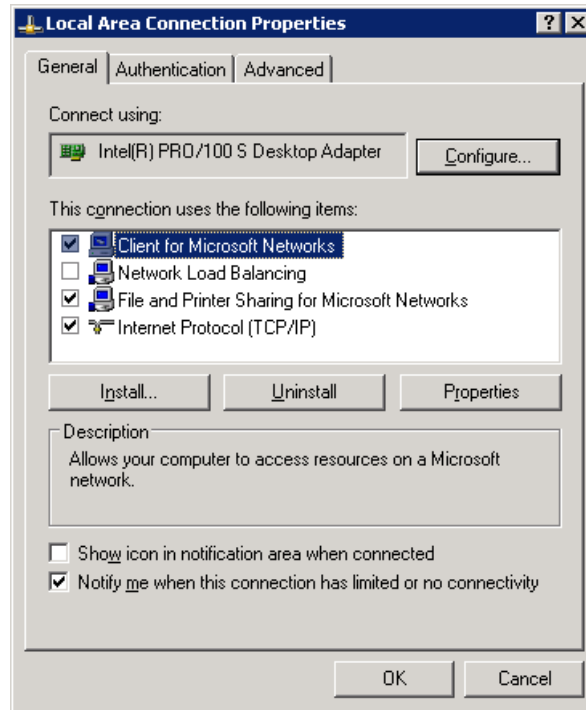 Local Area Connection Properties
General Authentication Advanced
Connect using:
Intel(R) PRO/100 S Desktop Adapter Configure...
This connection uses the following items:
Client for Microsoft Networks
Network Load Balancing
File and Printer Sharing for Microsoft Networks
Internet Protocol (TCP/IP)
Install... Uninstall Properties
Description
Allows your computer to access resources on a Microsoft
network.
Show icon in notification area when connected
Notify me when this connection has limited or no connectivity
OK Cancel